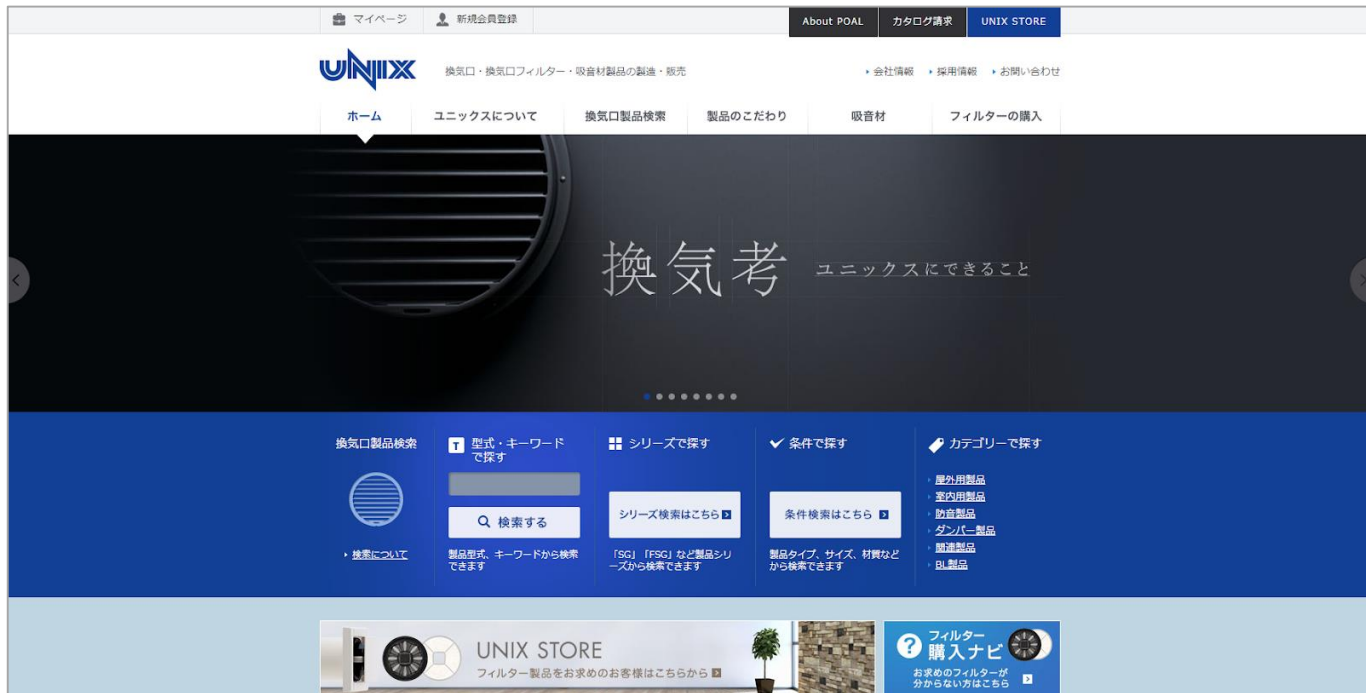 マイページ
新規会員登録
About POAL
カタログ請求
UNIX STORE
UNIX
換気口・換気口フィルター・吸音材製品の製造・販売
会社情報
採用情報
お問い合わせ
ホーム
ユニックスについて
換気口製品検索
製品のこだわり
吸音材
フィルターの購入
換気考
ユニックスにできること
換気口製品検索
検索について
T 型式・キーワード
で探す
検索する
製品型式、キーワードから検索
できます
シリーズで探す
シリーズ検索はこちら
「SG」「FSG」など製品シリ
ーズから検索できます
条件で探す
条件検索はこちら
製品タイプ、サイズ、材質など
から検索できます
カテゴリーで探す
屋外用製品
室内用製品
防音製品
ダンパー製品
関連製品
BL製品
UNIX STORE
フィルター製品をお求めのお客様はこちらから
?
フィルター
購入ナビ
お求めのフィルターが
分からない方はこちら